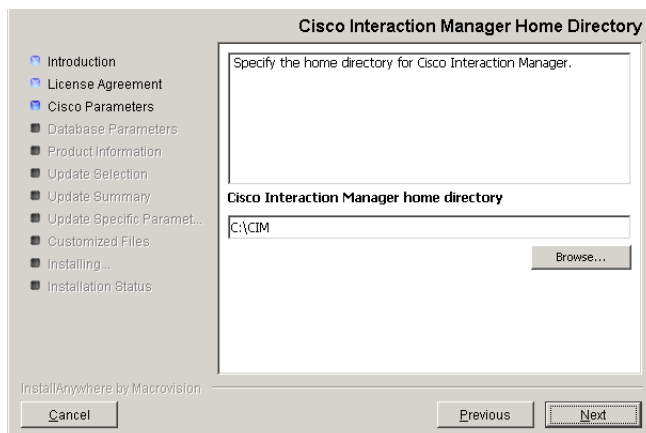 Cisco Interaction Manager Home Directory
Introduction
License Agreement
Cisco Parameters
Database Parameters
Product Information
Update Selection
Update Summary
Update Specific Paramet...
Customized Files
Installing...
Installation Status
Specify the home directory for Cisco Interaction Manager.
Cisco Interaction Manager home directory
C:\CIM
Browse...
InstallAnywhere by Macrovision
Cancel
Previous
Next